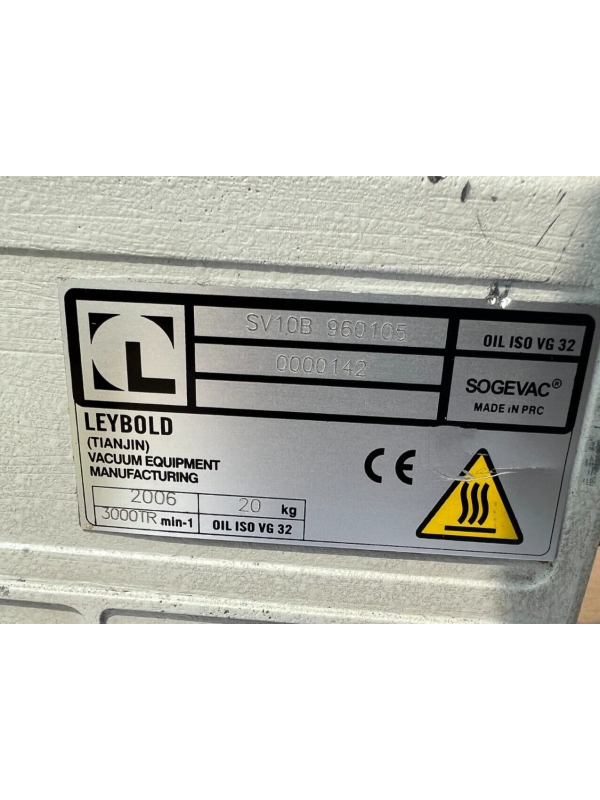 SV10B 960105
OIL ISO VG 32
0000142
SOGEVAC®
MADE iN PRC
L
LEYBOLD
(TIANJIN)
VACUUM EQUIPMENT
MANUFACTURING
CE
2006
20 kg
3000TR min-1
OIL ISO VG 32